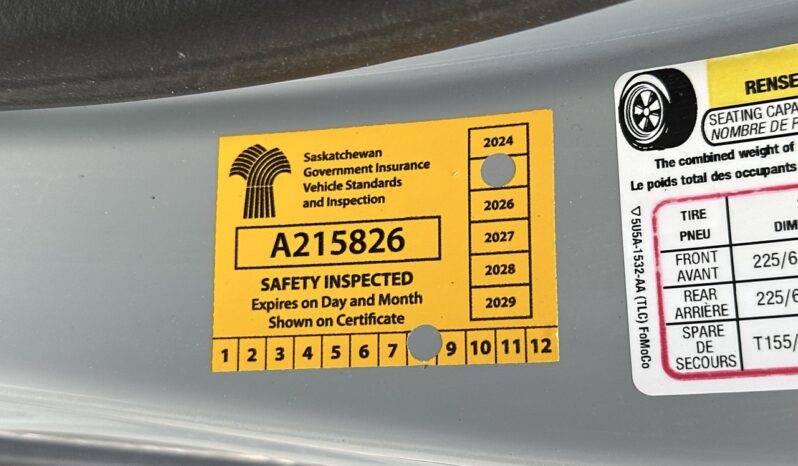 Saskatchewan
Government Insurance
Vehicle Standards
and Inspection
A215826
SAFETY INSPECTED
Expires on Day and Month
Shown on Certificate
2024
2026
2027
2028
2029
1 2 3 4 5 6 7 9 10 11 12
SEATING
NOMBRE DE
The combined weight of
Le poids total des occupants
TIRE
PNEU
FRONT
AVANT
225/6
REAR
ARRIÈRE
225/6
SPARE
DE
SECOURS
T155/
5U5A-1532-AA (TLC) FoMoCo